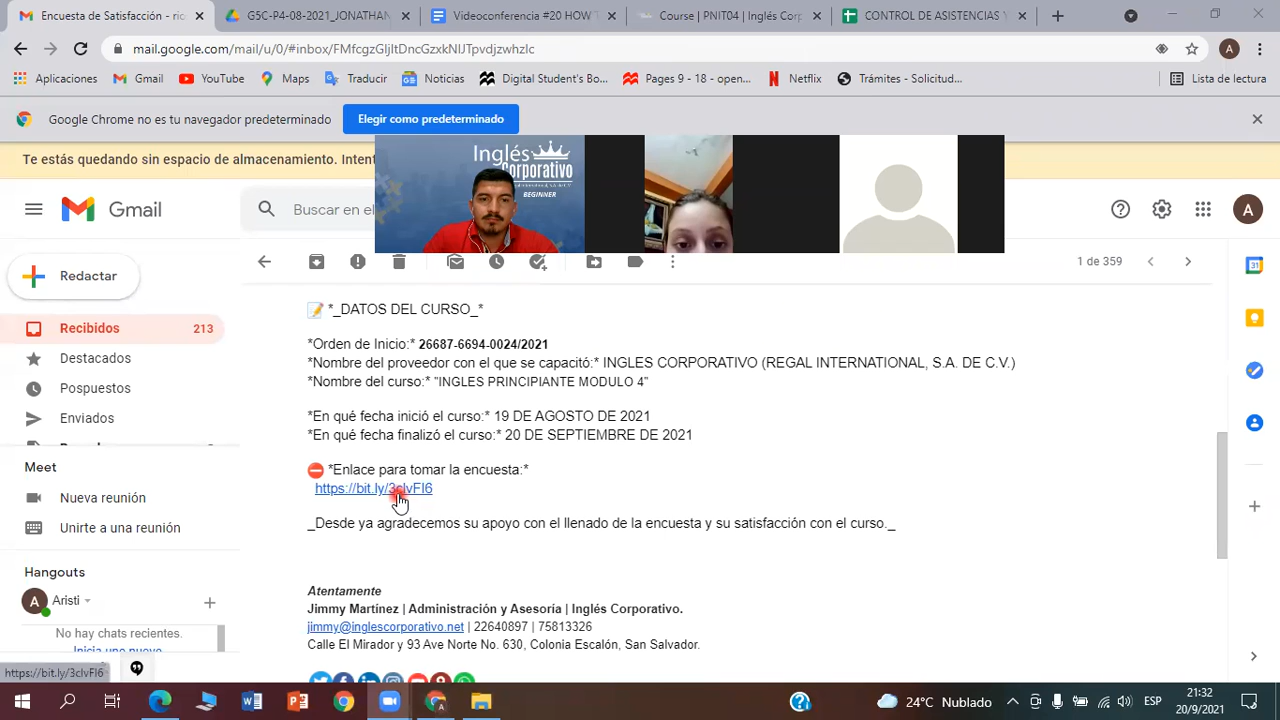 Encuesta de Satisfacción - rio
G5C-P4-08-2021_JONATHAN
Videoconferencia #20 HOW'
Course | PNIT04 | Inglés Corp
CONTROL DE ASISTENCIAS Y
mail.google.com/mail/u/0/#inbox/FMfcgzGljltDncGzxkNlJTpvdjzwhzlc
A
Aplicaciones
Gmail
YouTube
Maps
Traducir
Noticias
Digital Student's Bo...
Pages 9 - 18 - open...
Netflix
Trámites - Solicitud...
Lista de lectura
Google Chrome no es tu navegador predeterminado
Elegir como predeterminado
Te estás quedando sin espacio de almacenamiento. Intent
Inglés
Corporativo
BEGINNER
Gmail
Buscar en el
A
Redactar
1 de 359
Recibidos 213
Destacados
Pospuestos
Enviados
Meet
Nueva reunión
Unirte a una reunión
Hangouts
A Aristi
No hay chats recientes.
Inicia uno nuevo
📝 *_DATOS DEL CURSO_*
*Orden de Inicio:* 26687-6694-0024/2021
*Nombre del proveedor con el que se capacitó:* INGLES CORPORATIVO (REGAL INTERNATIONAL, S.A. DE C.V.)
*Nombre del curso:* "INGLES PRINCIPIANTE MODULO 4"
*En qué fecha inició el curso:* 19 DE AGOSTO DE 2021
*En qué fecha finalizó el curso:* 20 DE SEPTIEMBRE DE 2021
⛔ *Enlace para tomar la encuesta:*
https://bit.ly/3clvFI6
_Desde ya agradecemos su apoyo con el llenado de la encuesta y su satisfacción con el curso._
Atentamente
Jimmy Martínez | Administración y Asesoría | Inglés Corporativo.
jimmy@inglescorporativo.net | 22640897 | 75813326
Calle El Mirador y 93 Ave Norte No. 630, Colonia Escalón, San Salvador.
https://bit.ly/3clvFI6
24°C Nublado
ESP
21:32
20/9/2021